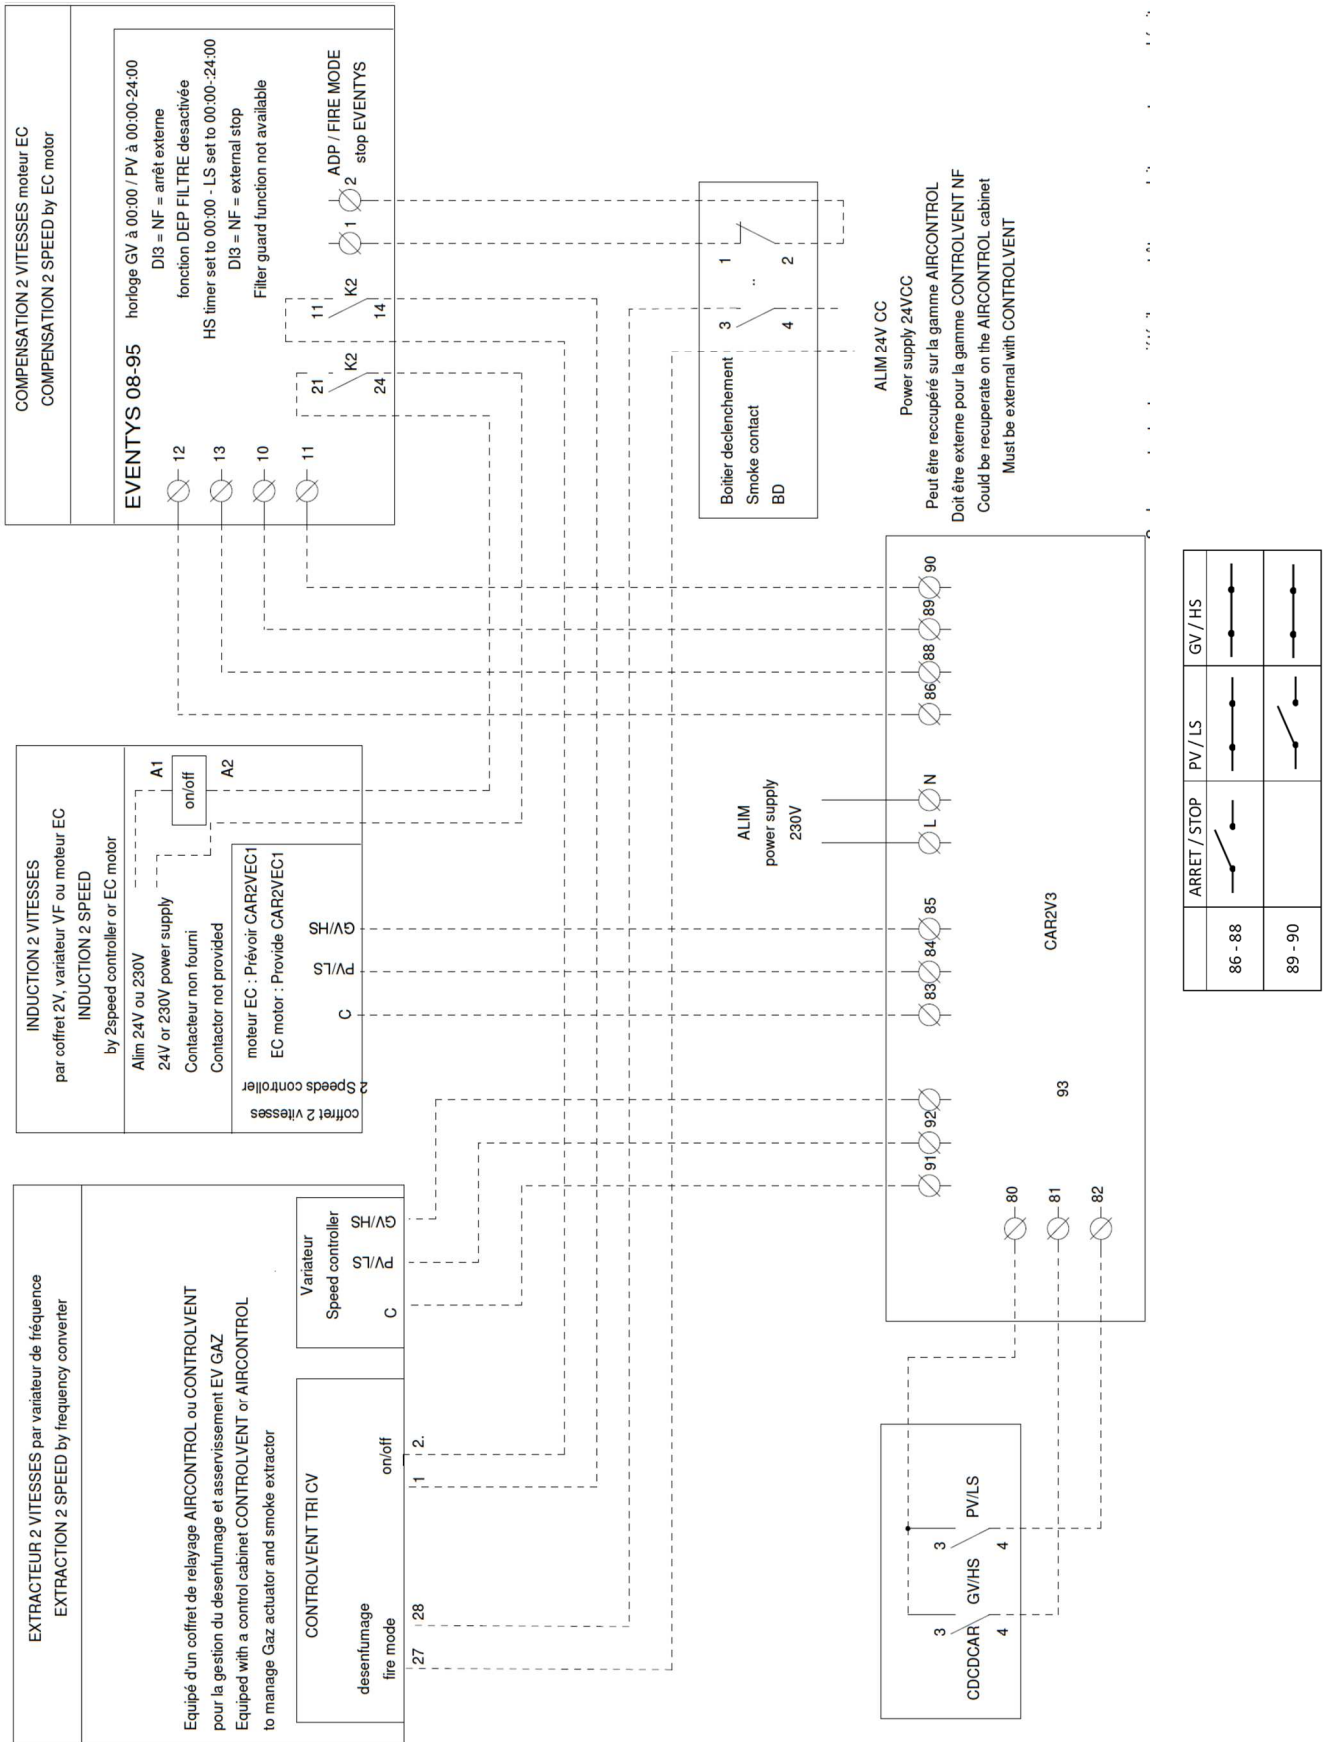 EXTRACTEUR 2 VITESSES par variateur de fréquence
EXTRACTION 2 SPEED by frequency converter
Equipé d'un coffret de relayage AIRCONTROL ou CONTROLVENT
pour la gestion du desenfumage et asservissement EV GAZ
Equiped with a control cabinet CONTROLVENT or AIRCONTROL
to manage Gaz actuator and smoke extractor
CONTROLVENT TRI CV
desenfumage
fire mode
on/off
27
28
1
2.
Variateur
Speed controller
C
PV/LS
GV/HS
INDUCTION 2 VITESSES
par coffret 2V, variateur VF ou moteur EC
INDUCTION 2 SPEED
by 2speed controller or EC motor
Alim 24V ou 230V
24V or 230V power supply
Contacteur non fourni
Contactor not provided
A1
on/off
A2
moteur EC : Prévoir CAR2VEC1
EC motor : Provide CAR2VEC1
coffret 2 vitesses
2 Speeds controller
C
PV/LS
GV/HS
COMPENSATION 2 VITESSES moteur EC
COMPENSATION 2 SPEED by EC motor
EVENTYS 08-95
horloge GV à 00:00 / PV à 00:00-24:00
DI3 = NF = arrêt externe
fonction DEP FILTRE desactivée
HS timer set to 00:00 - LS set to 00:00-:24:00
DI3 = NF = external stop
Filter guard function not available
12
13
10
11
21
K2
24
11
K2
14
1
2
ADP / FIRE MODE
stop EVENTYS
Boitier declenchement
Smoke contact
BD
3
4
..
1
2
ALIM 24V CC
Power supply 24VCC
Peut être reccupéré sur la gamme AIRCONTROL
Doit être externe pour la gamme CONTROLVENT NF
Could be recuperate on the AIRCONTROL cabinet
Must be external with CONTROLVENT
ALIM
power supply
230V
91
92
93
83
84
85
L
N
86
88
89
90
CAR2V3
80
81
82
CDCDCAR
3
4
GV/HS
3
4
PV/LS
ARRET / STOP
PV / LS
GV / HS
86 - 88
89 - 90